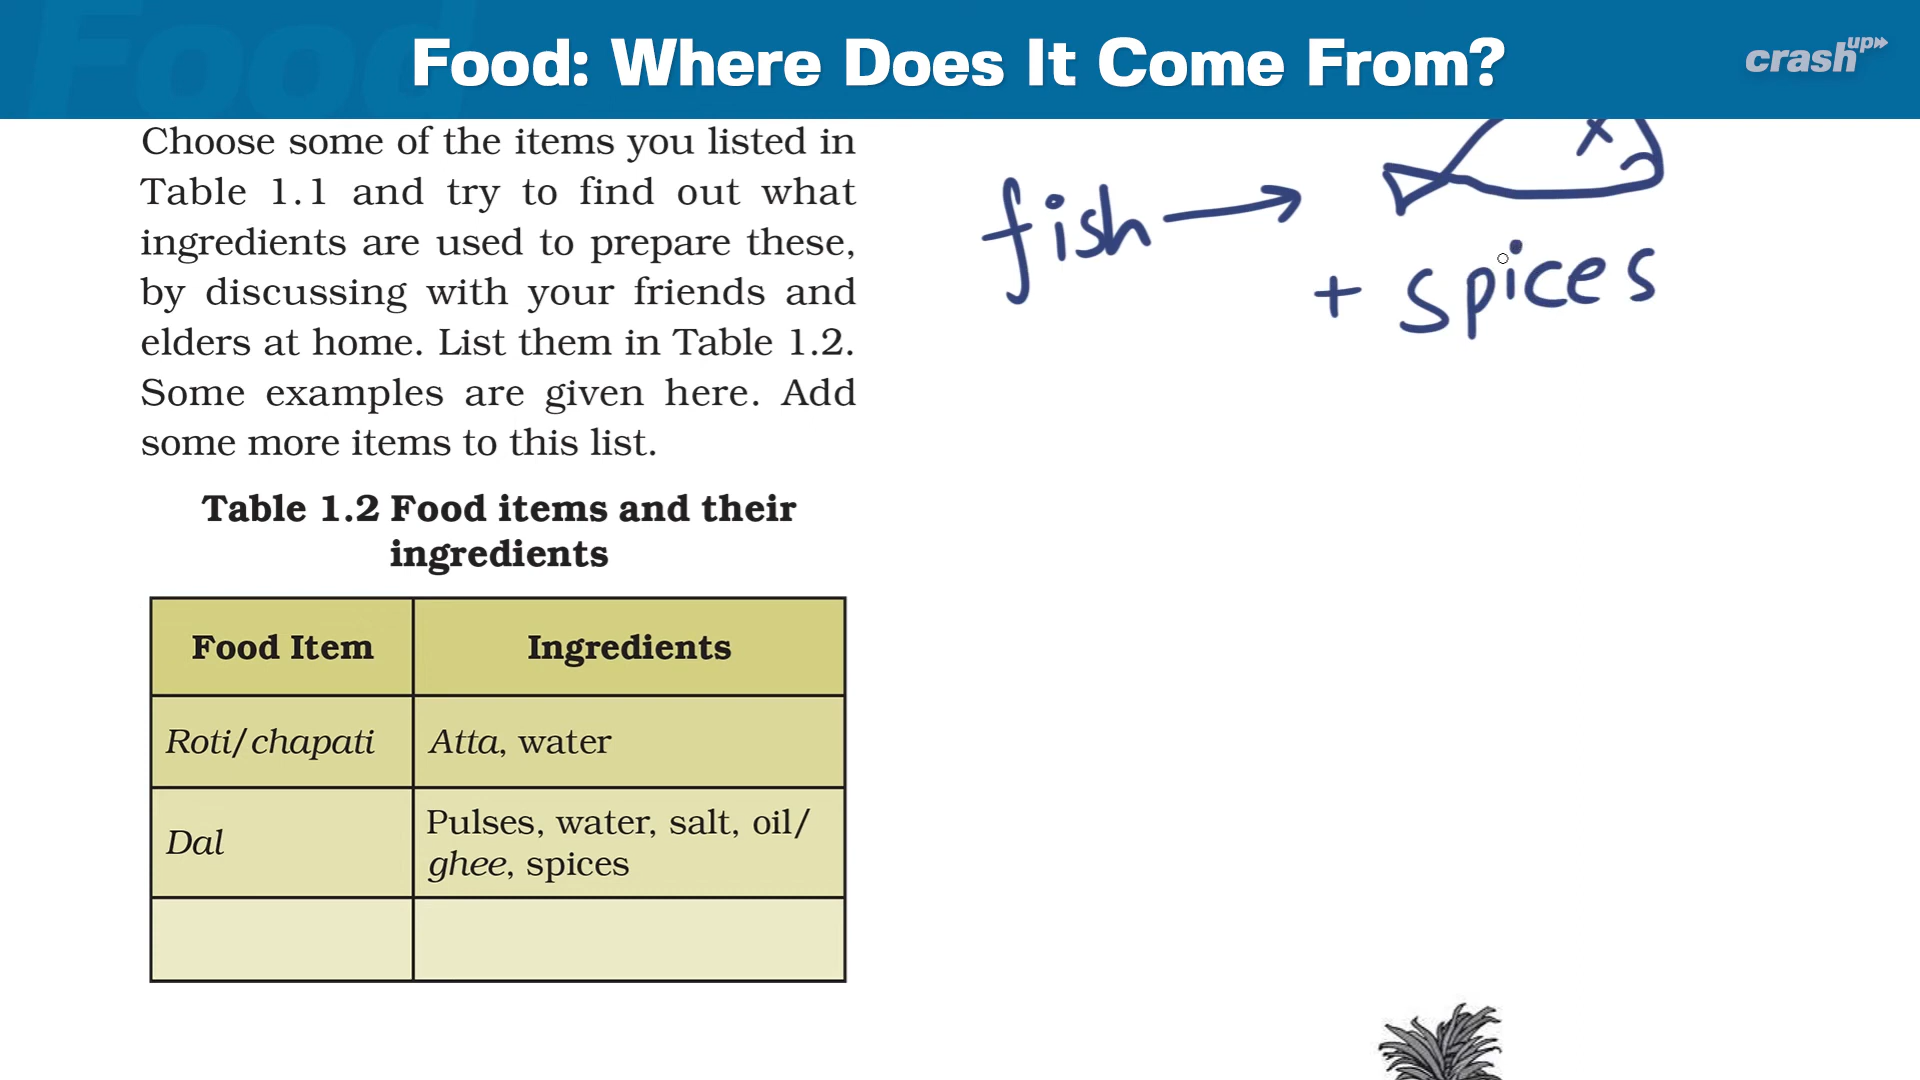 Food: Where Does It Come From?
crash up
Choose some of the items you listed in
Table 1.1 and try to find out what
ingredients are used to prepare these,
by discussing with your friends and
elders at home. List them in Table 1.2.
Some examples are given here. Add
some more items to this list.
Table 1.2 Food items and their
ingredients
Food Item Ingredients
Roti/chapati Atta, water
Dal Pulses, water, salt, oil/
ghee, spices
fish →
+ spices
Food